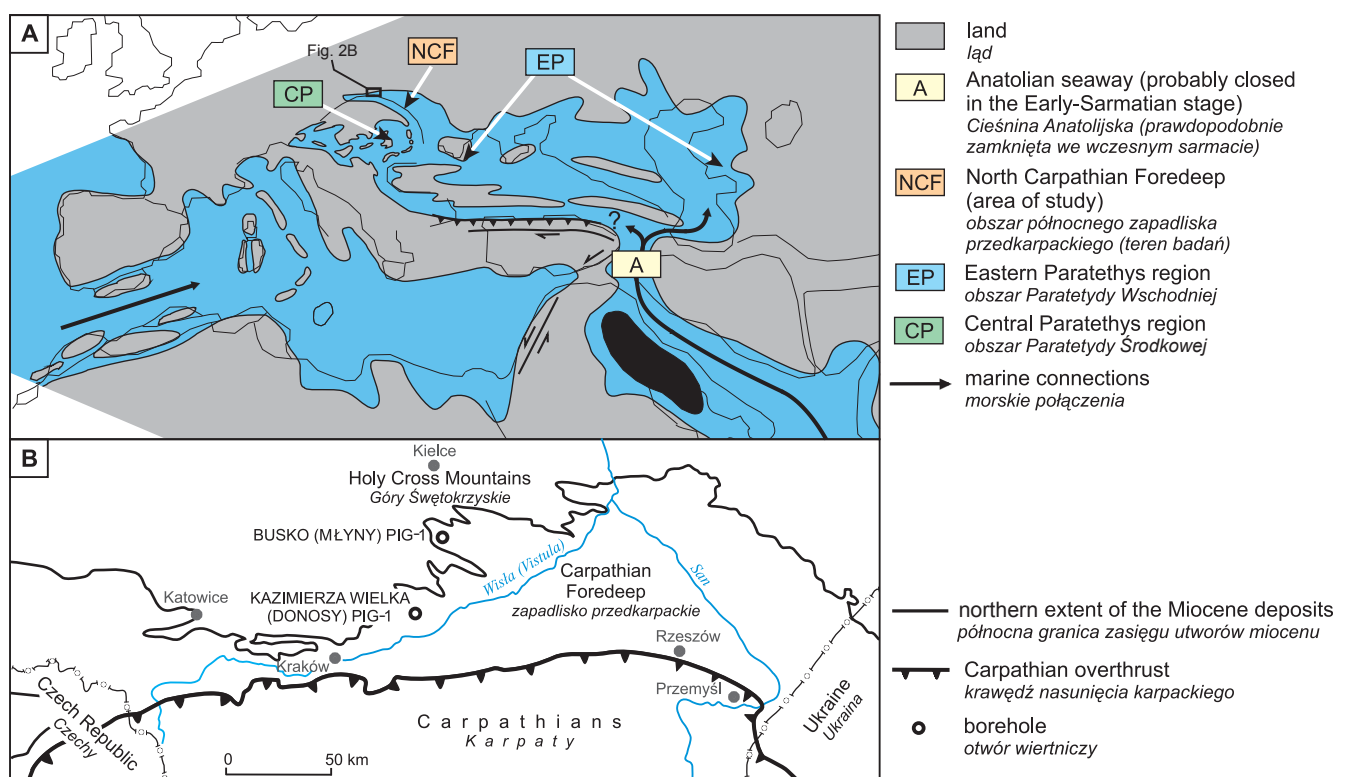 A
Fig. 2B
NCF
EP
CP
?
A
B
Kielce
Holy Cross Mountains
Góry Śwętokrzyskie
BUSKO (MŁYNY) PIG-1
Wisła (Vistula)
San
Carpathian
Foredeep
zapadlisko przedkarpackie
Katowice
KAZIMIERZA WIELKA
(DONOSY) PIG-1
Rzeszów
Kraków
Przemyśl
Czech Republic
Czechy
Carpathians
Karpaty
Ukraine
Ukraina
0 50 km
land
ląd
A
Anatolian seaway (probably closed
in the Early-Sarmatian stage)
Cieśnina Anatolijska (prawdopodobnie
zamknięta we wczesnym sarmacie)
NCF
North Carpathian Foredeep
(area of study)
obszar północnego zapadliska
przedkarpackiego (teren badań)
EP
Eastern Paratethys region
obszar Paratetydy Wschodniej
CP
Central Paratethys region
obszar Paratetydy Środkowej
marine connections
morskie połączenia
northern extent of the Miocene deposits
północna granica zasięgu utworów miocenu
Carpathian overthrust
krawędź nasunięcia karpackiego
borehole
otwór wiertniczy